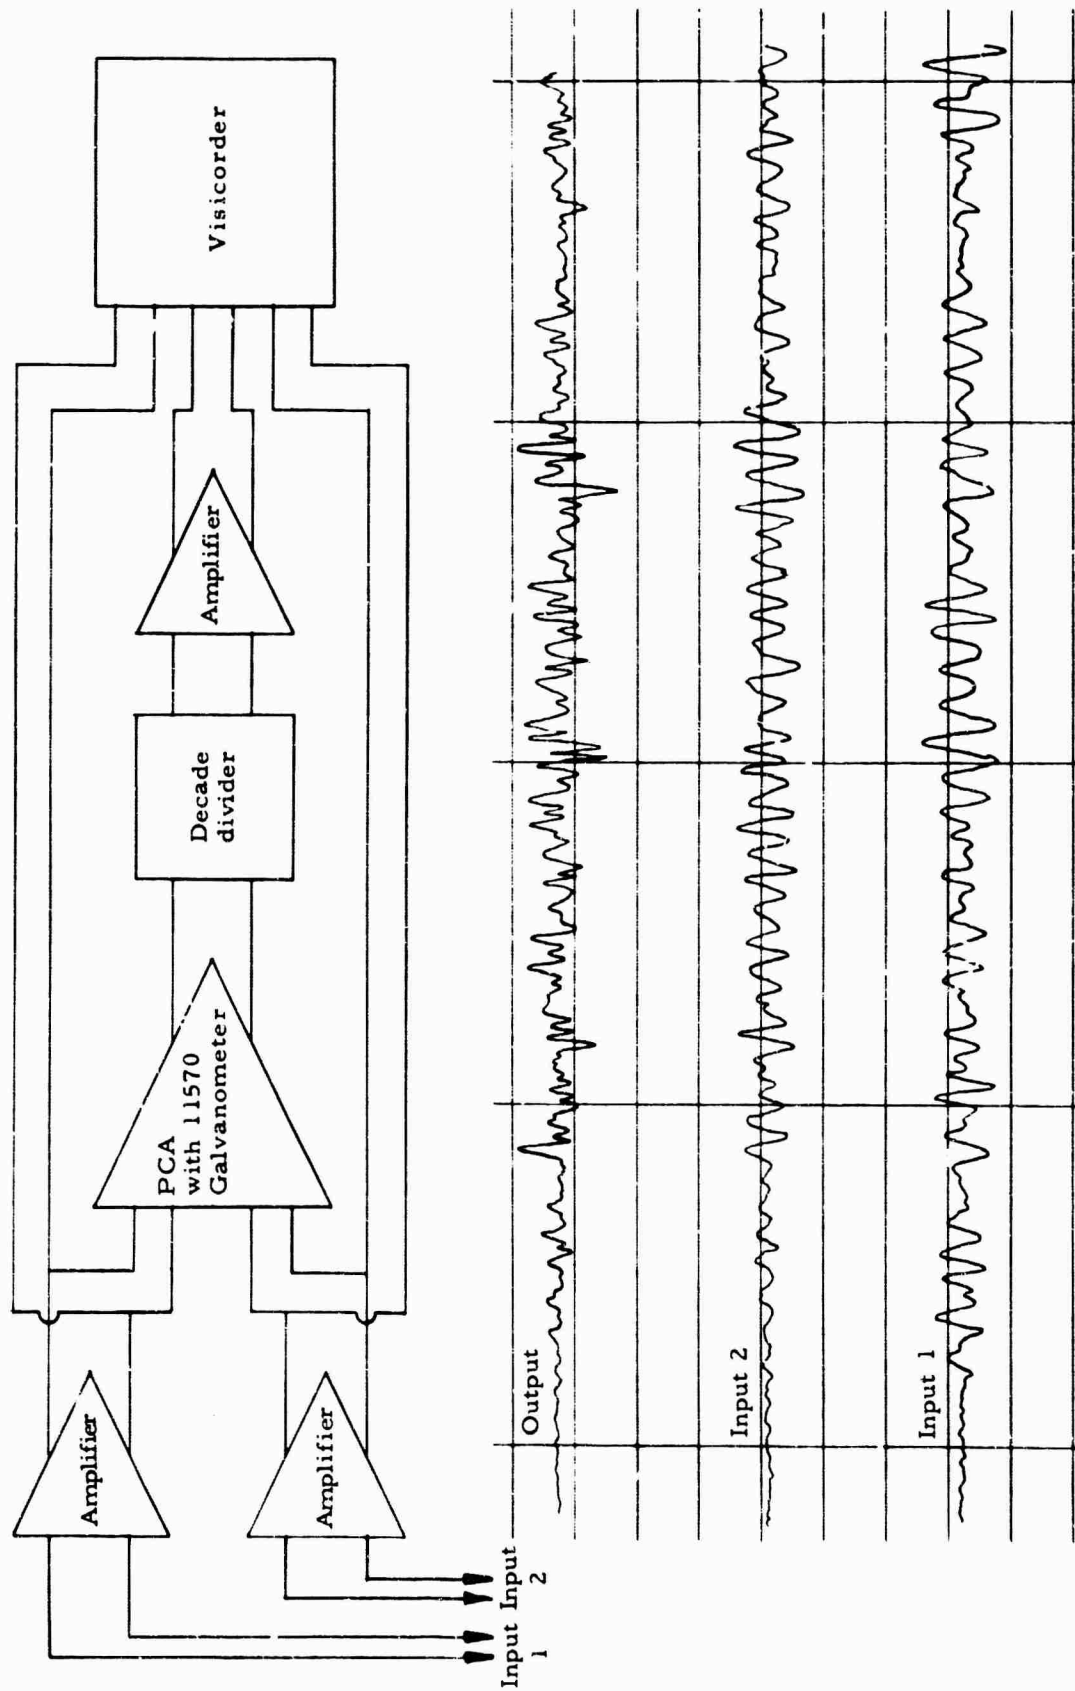 Input
1
Input
2
Amplifier
Amplifier
PCA
with 11570
Galvanometer
Decade
divider
Amplifier
Visicorder
Output
Input 2
Input 1